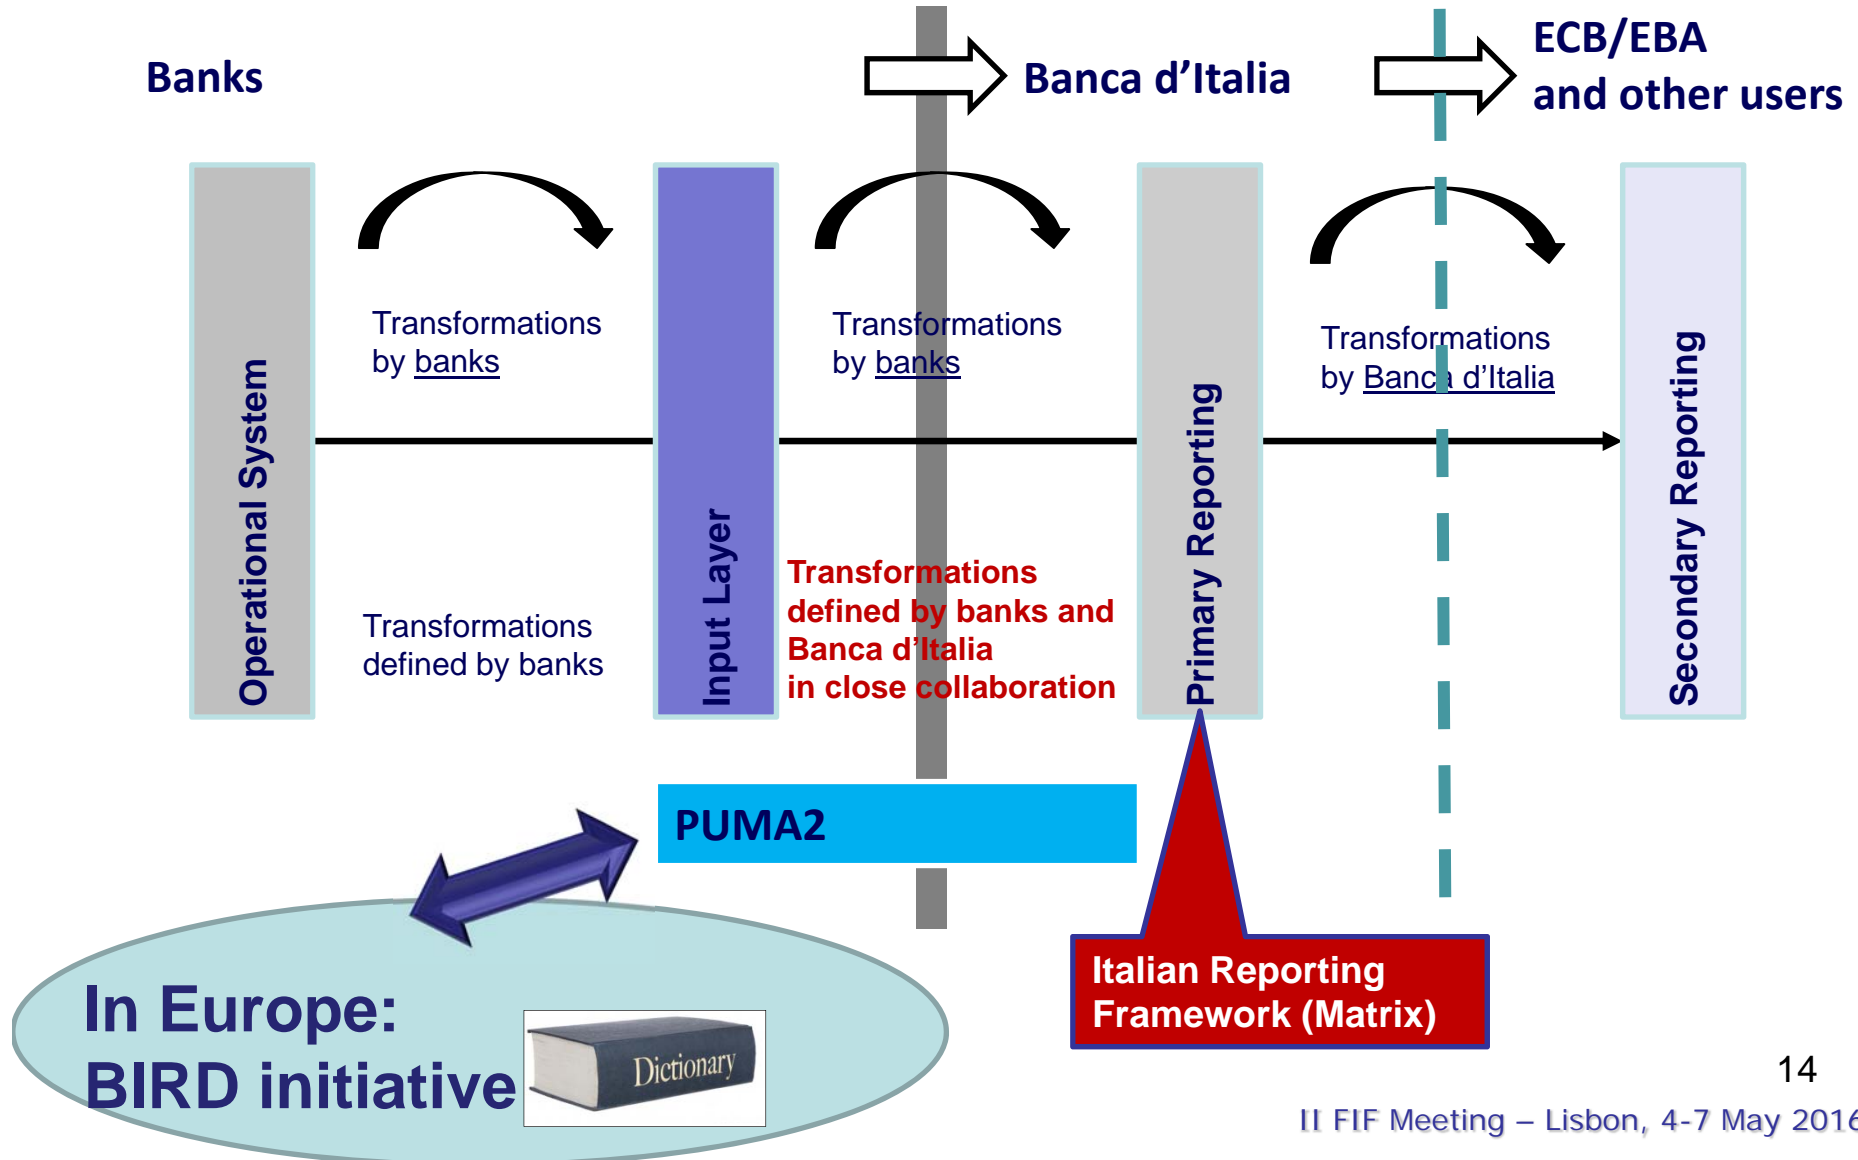 Banks
Banca d’Italia
ECB/EBA
and other users
Transformations
by banks
Transformations
by banks
Transformations
by Banca d’Italia
Operational System
Input Layer
Primary Reporting
Secondary Reporting
Transformations
defined by banks
Transformations
defined by banks and
Banca d’Italia
in close collaboration
PUMA2
Italian Reporting
Framework (Matrix)
In Europe:
BIRD initiative
Dictionary
14
II FIF Meeting – Lisbon, 4-7 May 2016